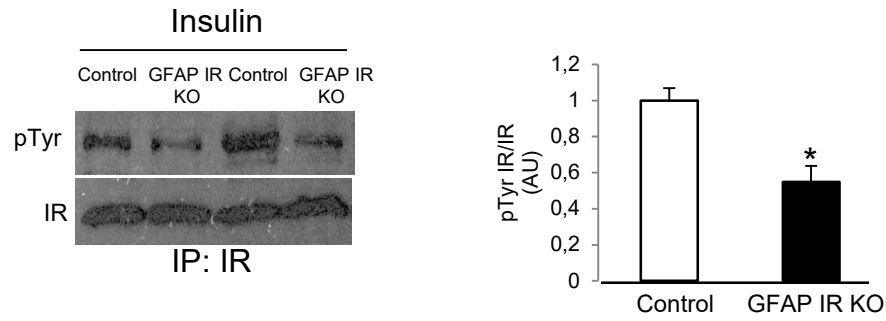 Insulin
Control GFAP IR KO Control GFAP IR KO
pTyr
IR
IP: IR
pTyr IR/IR
(AU)
1,2
1
0,8
0,6
0,4
0,2
0
*
Control GFAP IR KO